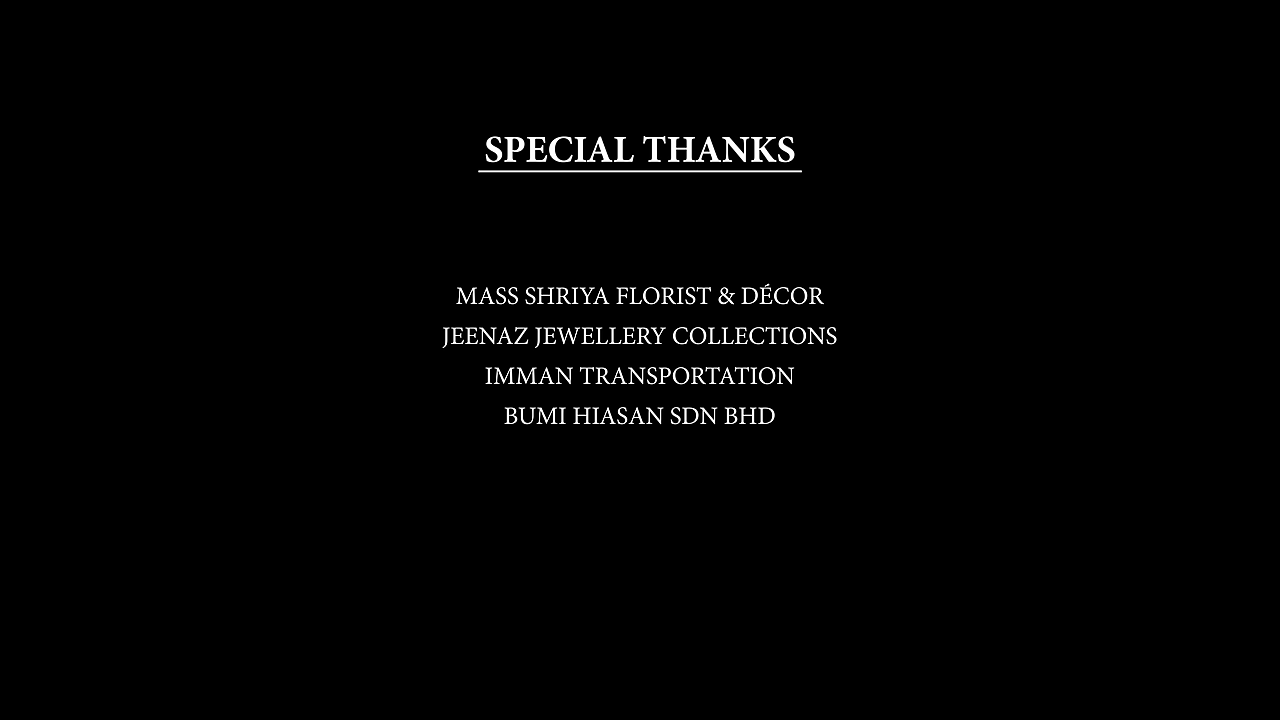 SPECIAL THANKS
MASS SHRIYA FLORIST & DÉCOR
JEENAZ JEWELLERY COLLECTIONS
IMMAN TRANSPORTATION
BUMI HIASAN SDN BHD